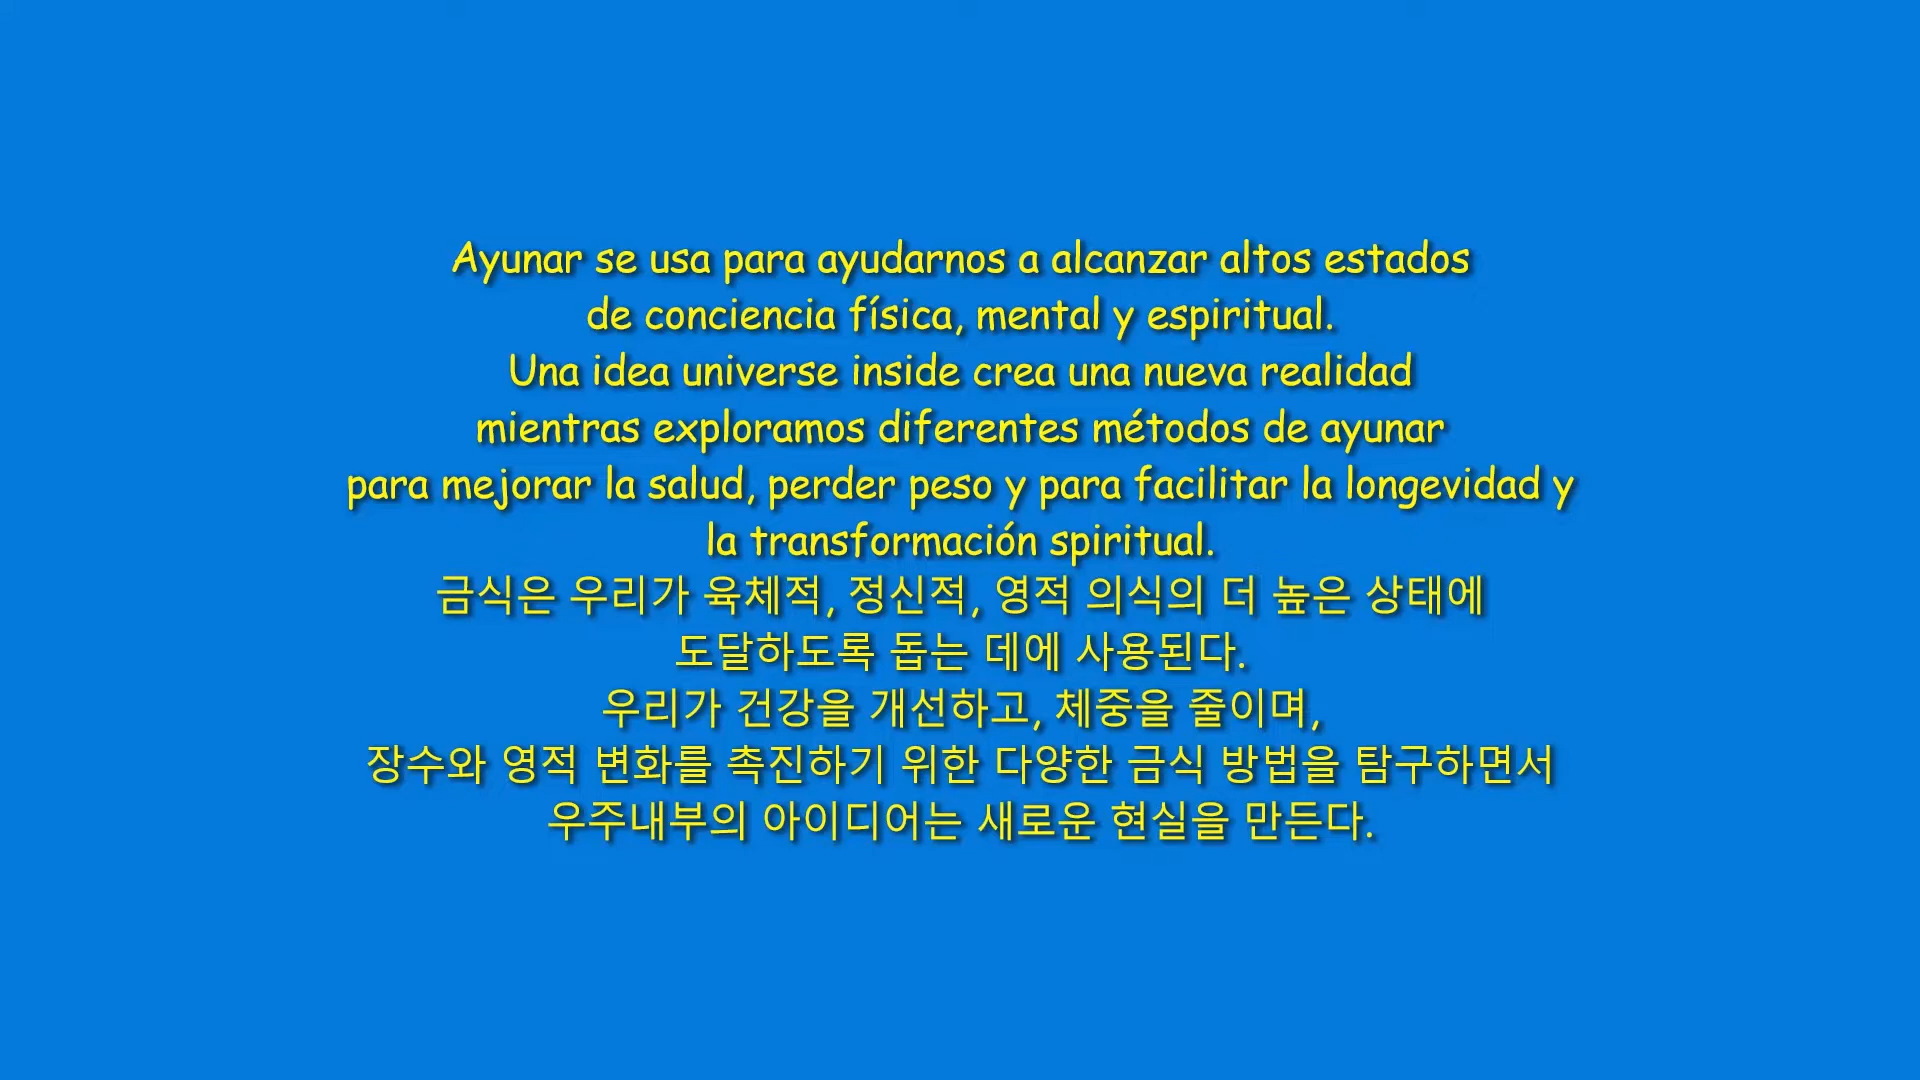 Ayunar se usa para ayudarnos a alcanzar altos estados
de conciencia física, mental y espiritual.
Una idea universe inside crea una nueva realidad
mientras exploramos diferentes métodos de ayunar
para mejorar la salud, perder peso y para facilitar la longevidad y
la transformación spiritual.
금식은 우리가 육체적, 정신적, 영적 의식의 더 높은 상태에
도달하도록 돕는 데에 사용된다.
우리가 건강을 개선하고, 체중을 줄이며,
장수와 영적 변화를 촉진하기 위한 다양한 금식 방법을 탐구하면서
우주내부의 아이디어는 새로운 현실을 만든다.